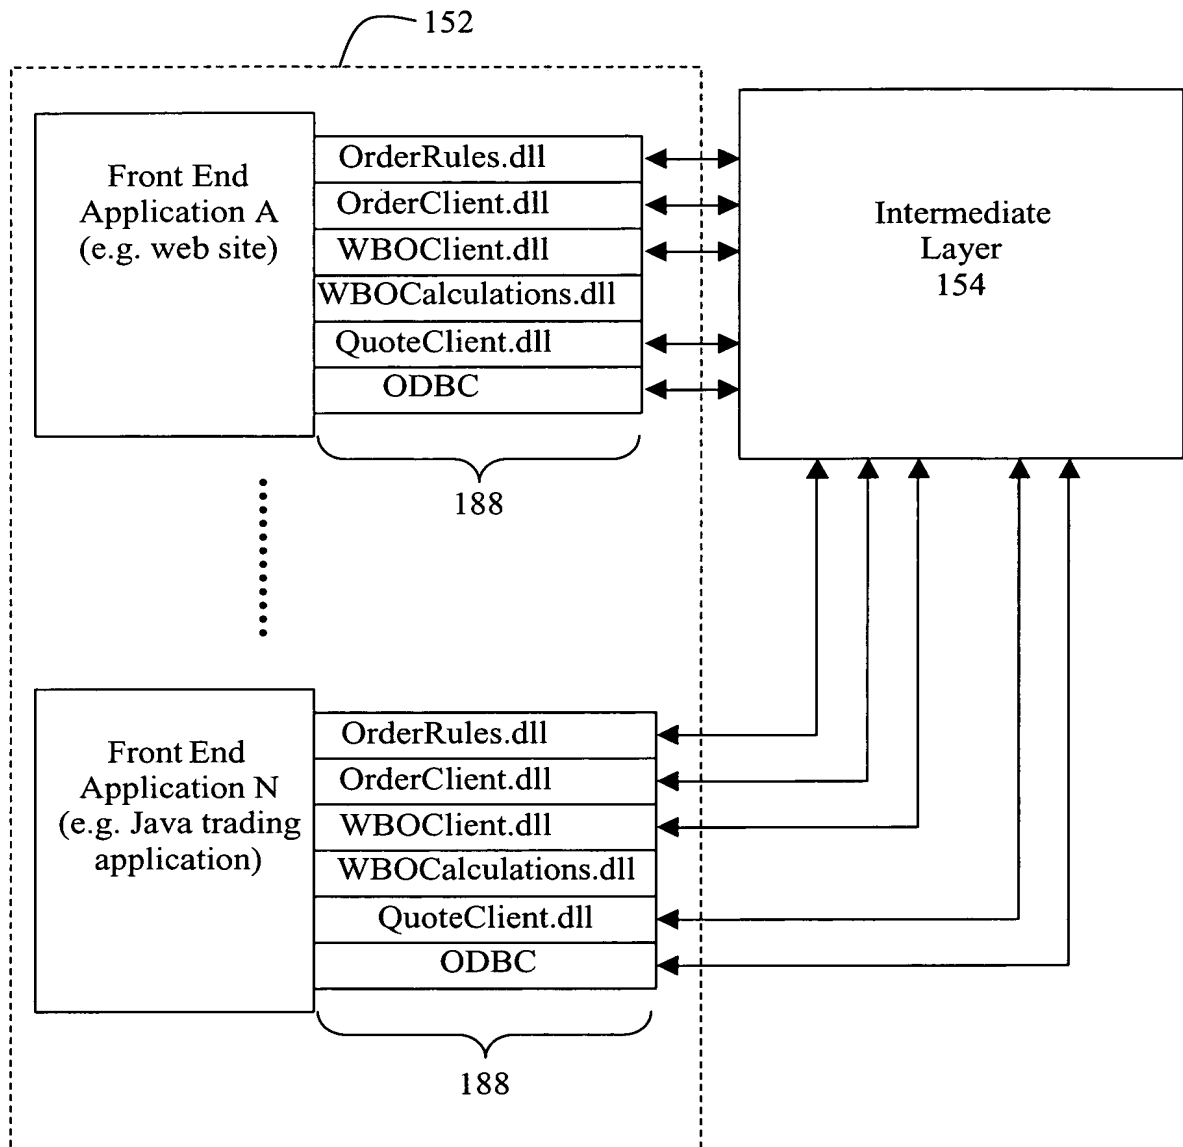 152
Front End
Application A
(e.g. web site)
OrderRules.dll
OrderClient.dll
WBOClient.dll
WBOCalculations.dll
QuoteClient.dll
ODBC
188
Intermediate
Layer
154
Front End
Application N
(e.g. Java trading
application)
OrderRules.dll
OrderClient.dll
WBOClient.dll
WBOCalculations.dll
QuoteClient.dll
ODBC
188